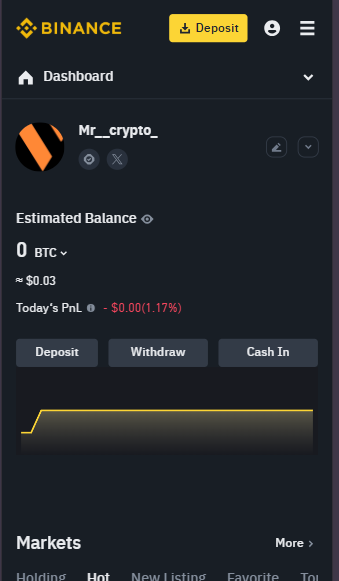 BINANCE
Deposit
Dashboard
Mr__crypto_
Estimated Balance
0 BTC
≈ $0.03
Today's PnL - $0.00(1.17%)
Deposit Withdraw Cash In
Markets
More
Holding Hot New Listing Favorite